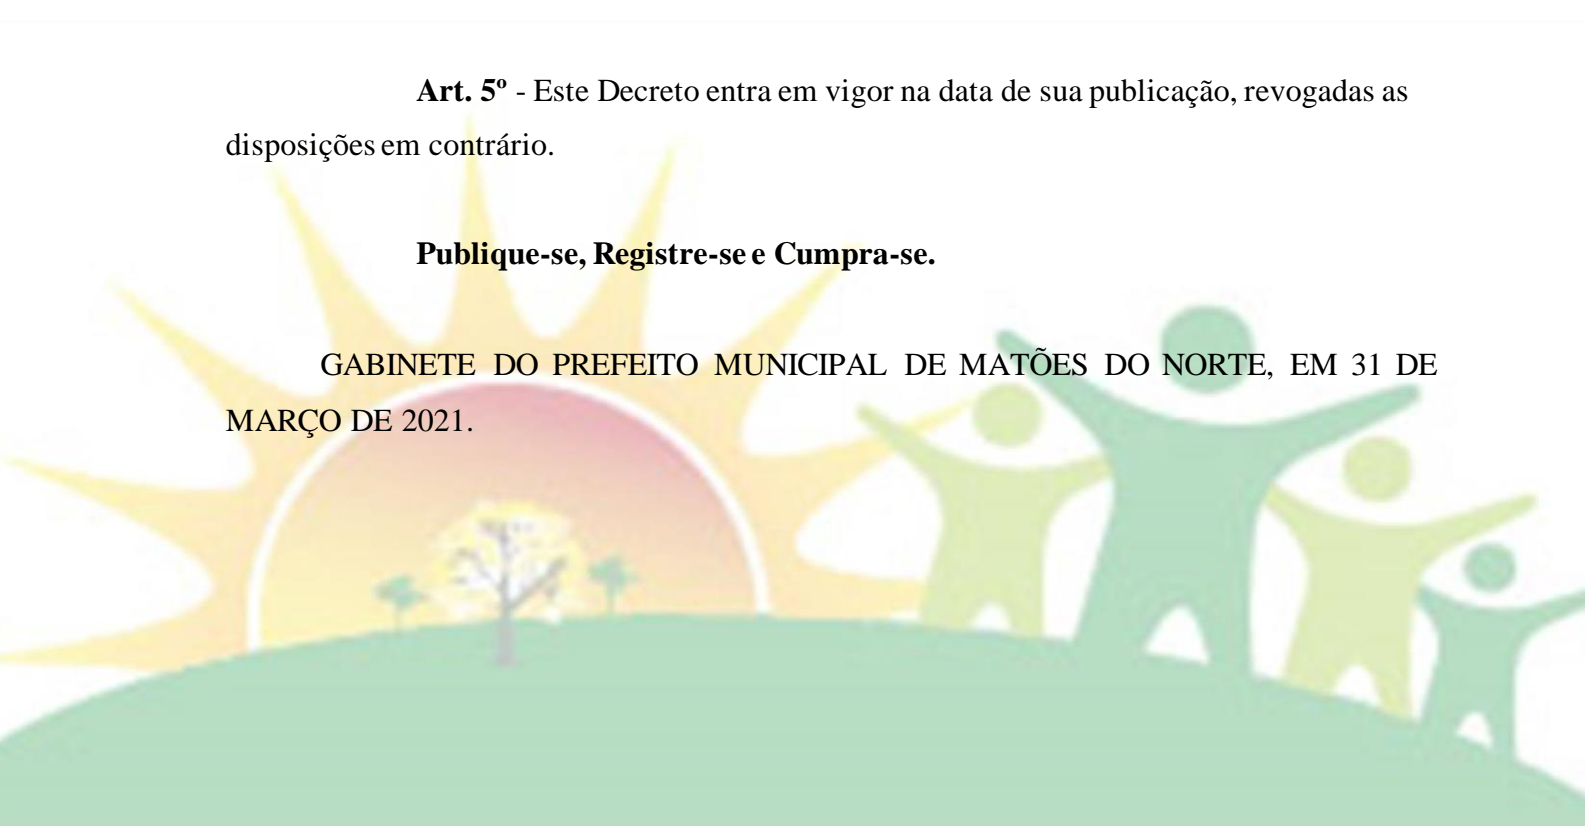 Art. 5º - Este Decreto entra em vigor na data de sua publicação, revogadas as
disposições em contrário.
Publique-se, Registre-se e Cumpra-se.
GABINETE DO PREFEITO MUNICIPAL DE MATÕES DO NORTE, EM 31 DE
MARÇO DE 2021.